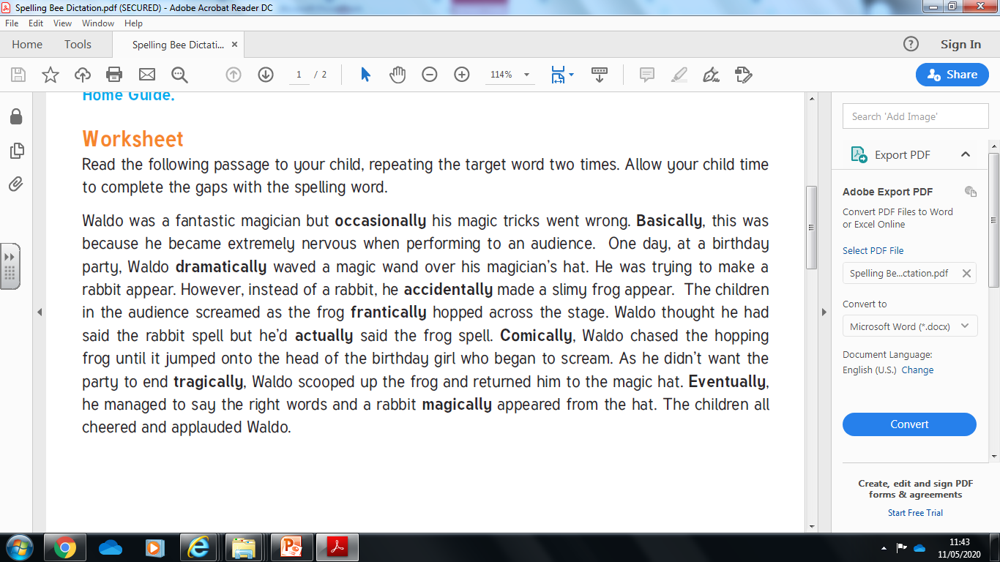 Spelling Bee Dictation.pdf (SECURED) - Adobe Acrobat Reader DC
File Edit View Window Help
Home Tools Spelling Bee Dictati... × ? Sign In
1 / 2 114% Share
Home Guide.
Worksheet
Read the following passage to your child, repeating the target word two times. Allow your child time
to complete the gaps with the spelling word.
Waldo was a fantastic magician but occasionally his magic tricks went wrong. Basically, this was
because he became extremely nervous when performing to an audience. One day, at a birthday
party, Waldo dramatically waved a magic wand over his magician's hat. He was trying to make a
rabbit appear. However, instead of a rabbit, he accidentally made a slimy frog appear. The children
in the audience screamed as the frog frantically hopped across the stage. Waldo thought he had
said the rabbit spell but he'd actually said the frog spell. Comically, Waldo chased the hopping
frog until it jumped onto the head of the birthday girl who began to scream. As he didn't want the
party to end tragically, Waldo scooped up the frog and returned him to the magic hat. Eventually,
he managed to say the right words and a rabbit magically appeared from the hat. The children all
cheered and applauded Waldo.
Search 'Add Image'
Export PDF
Adobe Export PDF
Convert PDF Files to Word
or Excel Online
Select PDF File
Spelling Be...ctation.pdf
Convert to
Microsoft Word (*.docx)
Document Language:
English (U.S.) Change
Convert
Create, edit and sign PDF
forms & agreements
Start Free Trial
11:43
11/05/2020